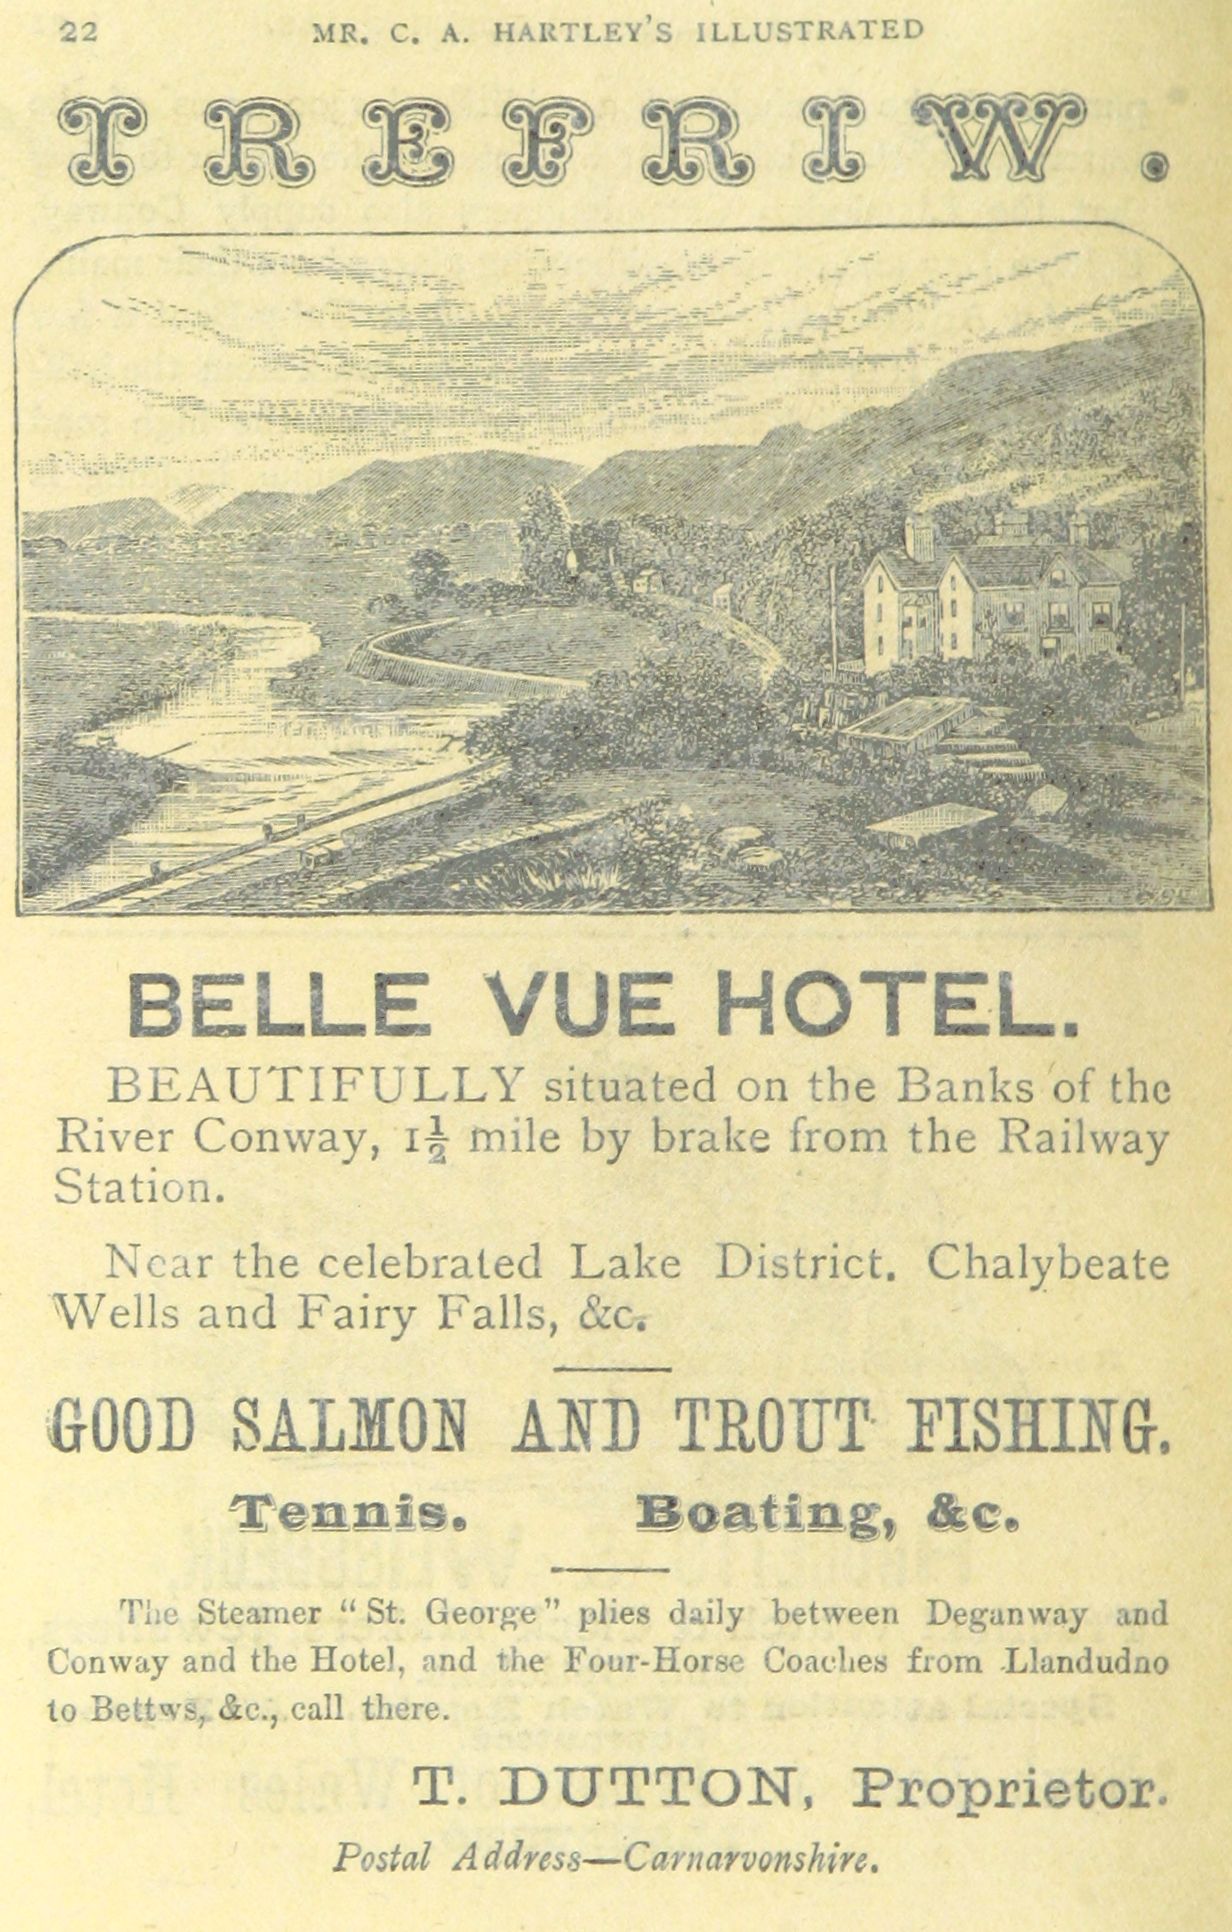 22 MR. C. A. HARTLEY'S ILLUSTRATED
TREFRIW.
BELLE VUE HOTEL.
BEAUTIFULLY situated on the Banks of the
River Conway, 1½ mile by brake from the Railway
Station.
Near the celebrated Lake District. Chalybeate
Wells and Fairy Falls, &c.
GOOD SALMON AND TROUT FISHING.
Tennis. Boating, &c.
The Steamer "St. George" plies daily between Deganway and
Conway and the Hotel, and the Four-Horse Coaches from Llandudno
to Bettws, &c., call there.
T. DUTTON, Proprietor.
Postal Address—Carnarvonshire.